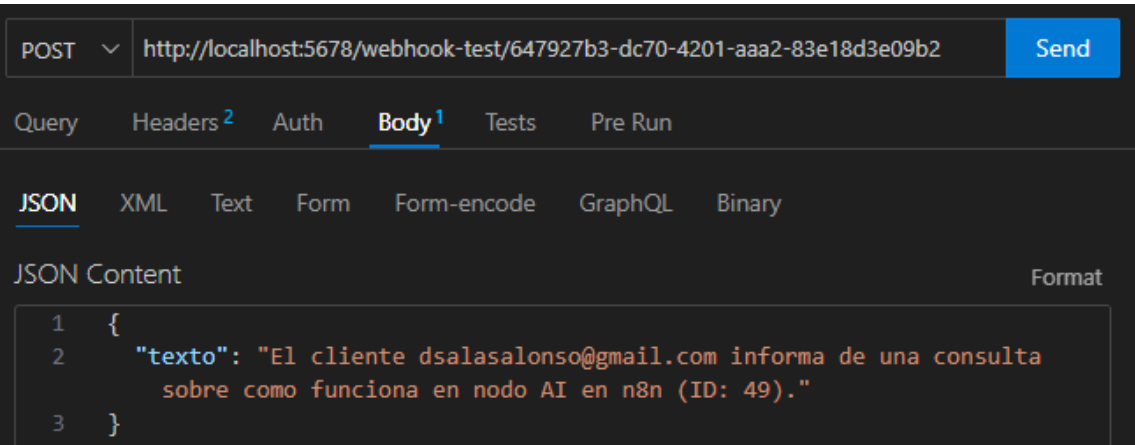 POST http://localhost:5678/webhook-test/647927b3-dc70-4201-aaa2-83e18d3e09b2 Send
Query Headers 2 Auth Body 1 Tests Pre Run
JSON XML Text Form Form-encode GraphQL Binary
JSON Content Format
1 {
2 "texto": "El cliente dsalasalonso@gmail.com informa de una consulta
sobre como funciona en nodo AI en n8n (ID: 49)."
3 }